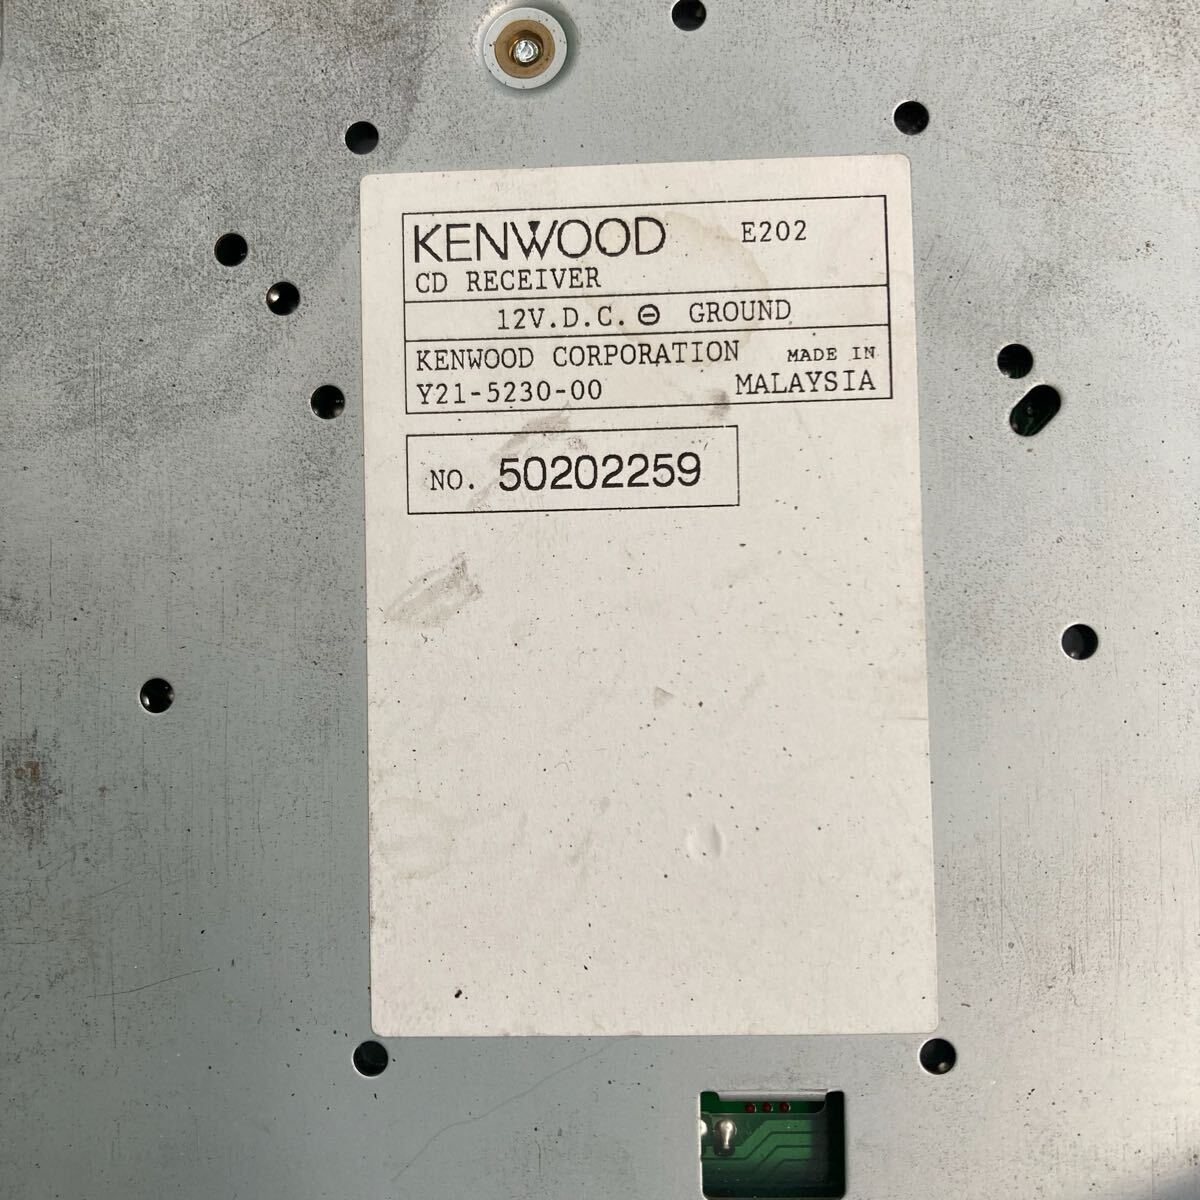 KENWOOD E202
CD RECEIVER
12V.D.C. ⊖ GROUND
KENWOOD CORPORATION MADE IN
Y21-5230-00 MALAYSIA
NO. 50202259